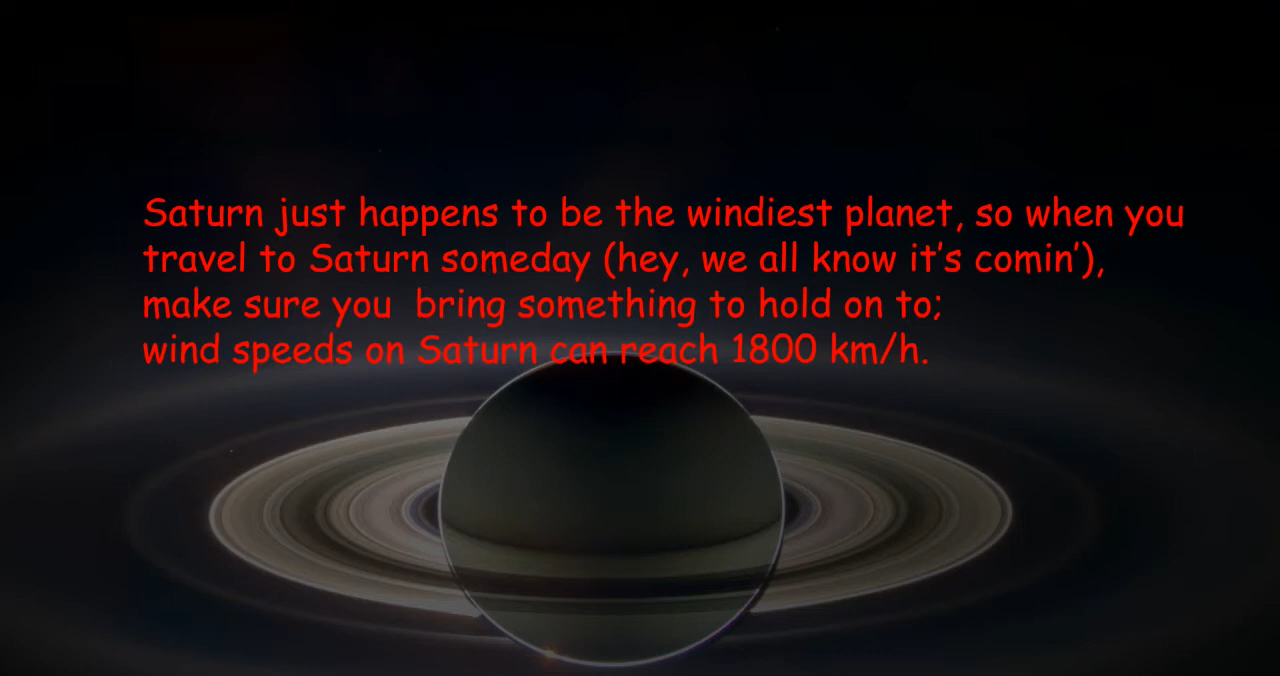 Saturn just happens to be the windiest planet, so when you
travel to Saturn someday (hey, we all know it’s comin’),
make sure you  bring something to hold on to;
wind speeds on Saturn can reach 1800 km/h.